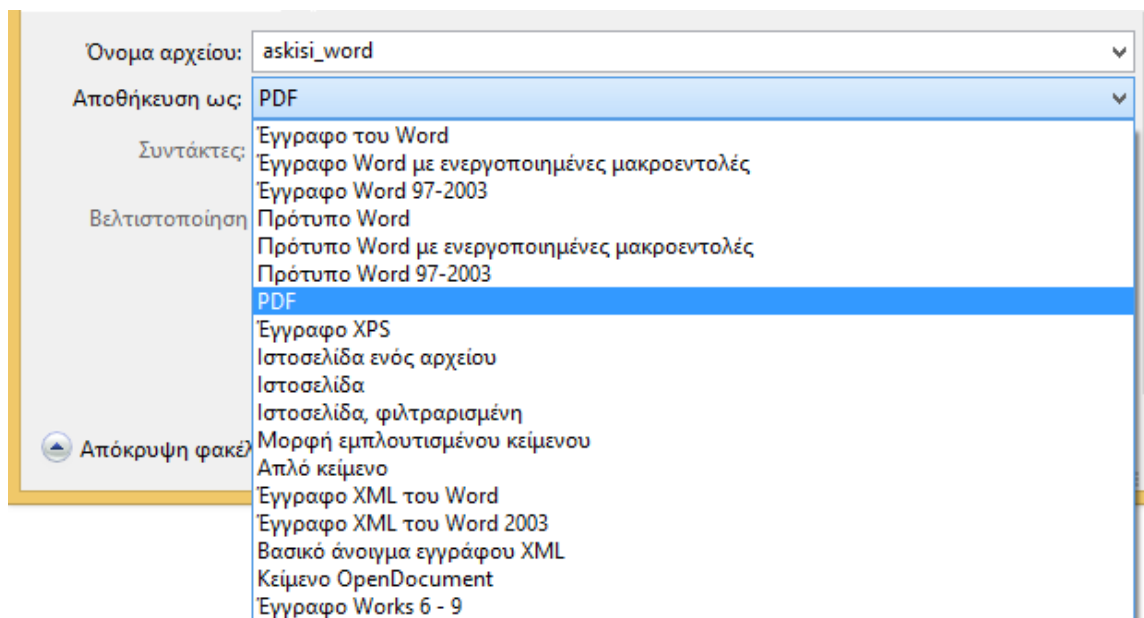 Όνομα αρχείου: askisi_word
Αποθήκευση ως: PDF
Συντάκτες:
Βελτιστοποίηση
Έγγραφο του Word
Έγγραφο Word με ενεργοποιημένες μακροεντολές
Έγγραφο Word 97-2003
Πρότυπο Word
Πρότυπο Word με ενεργοποιημένες μακροεντολές
Πρότυπο Word 97-2003
PDF
Έγγραφο XPS
Ιστοσελίδα ενός αρχείου
Ιστοσελίδα
Ιστοσελίδα, φιλτραρισμένη
Μορφή εμπλουτισμένου κείμενου
Απλό κείμενο
Έγγραφο XML του Word
Έγγραφο XML του Word 2003
Βασικό άνοιγμα εγγράφου XML
Κείμενο OpenDocument
Έγγραφο Works 6 - 9
Απόκρυψη φακέλ